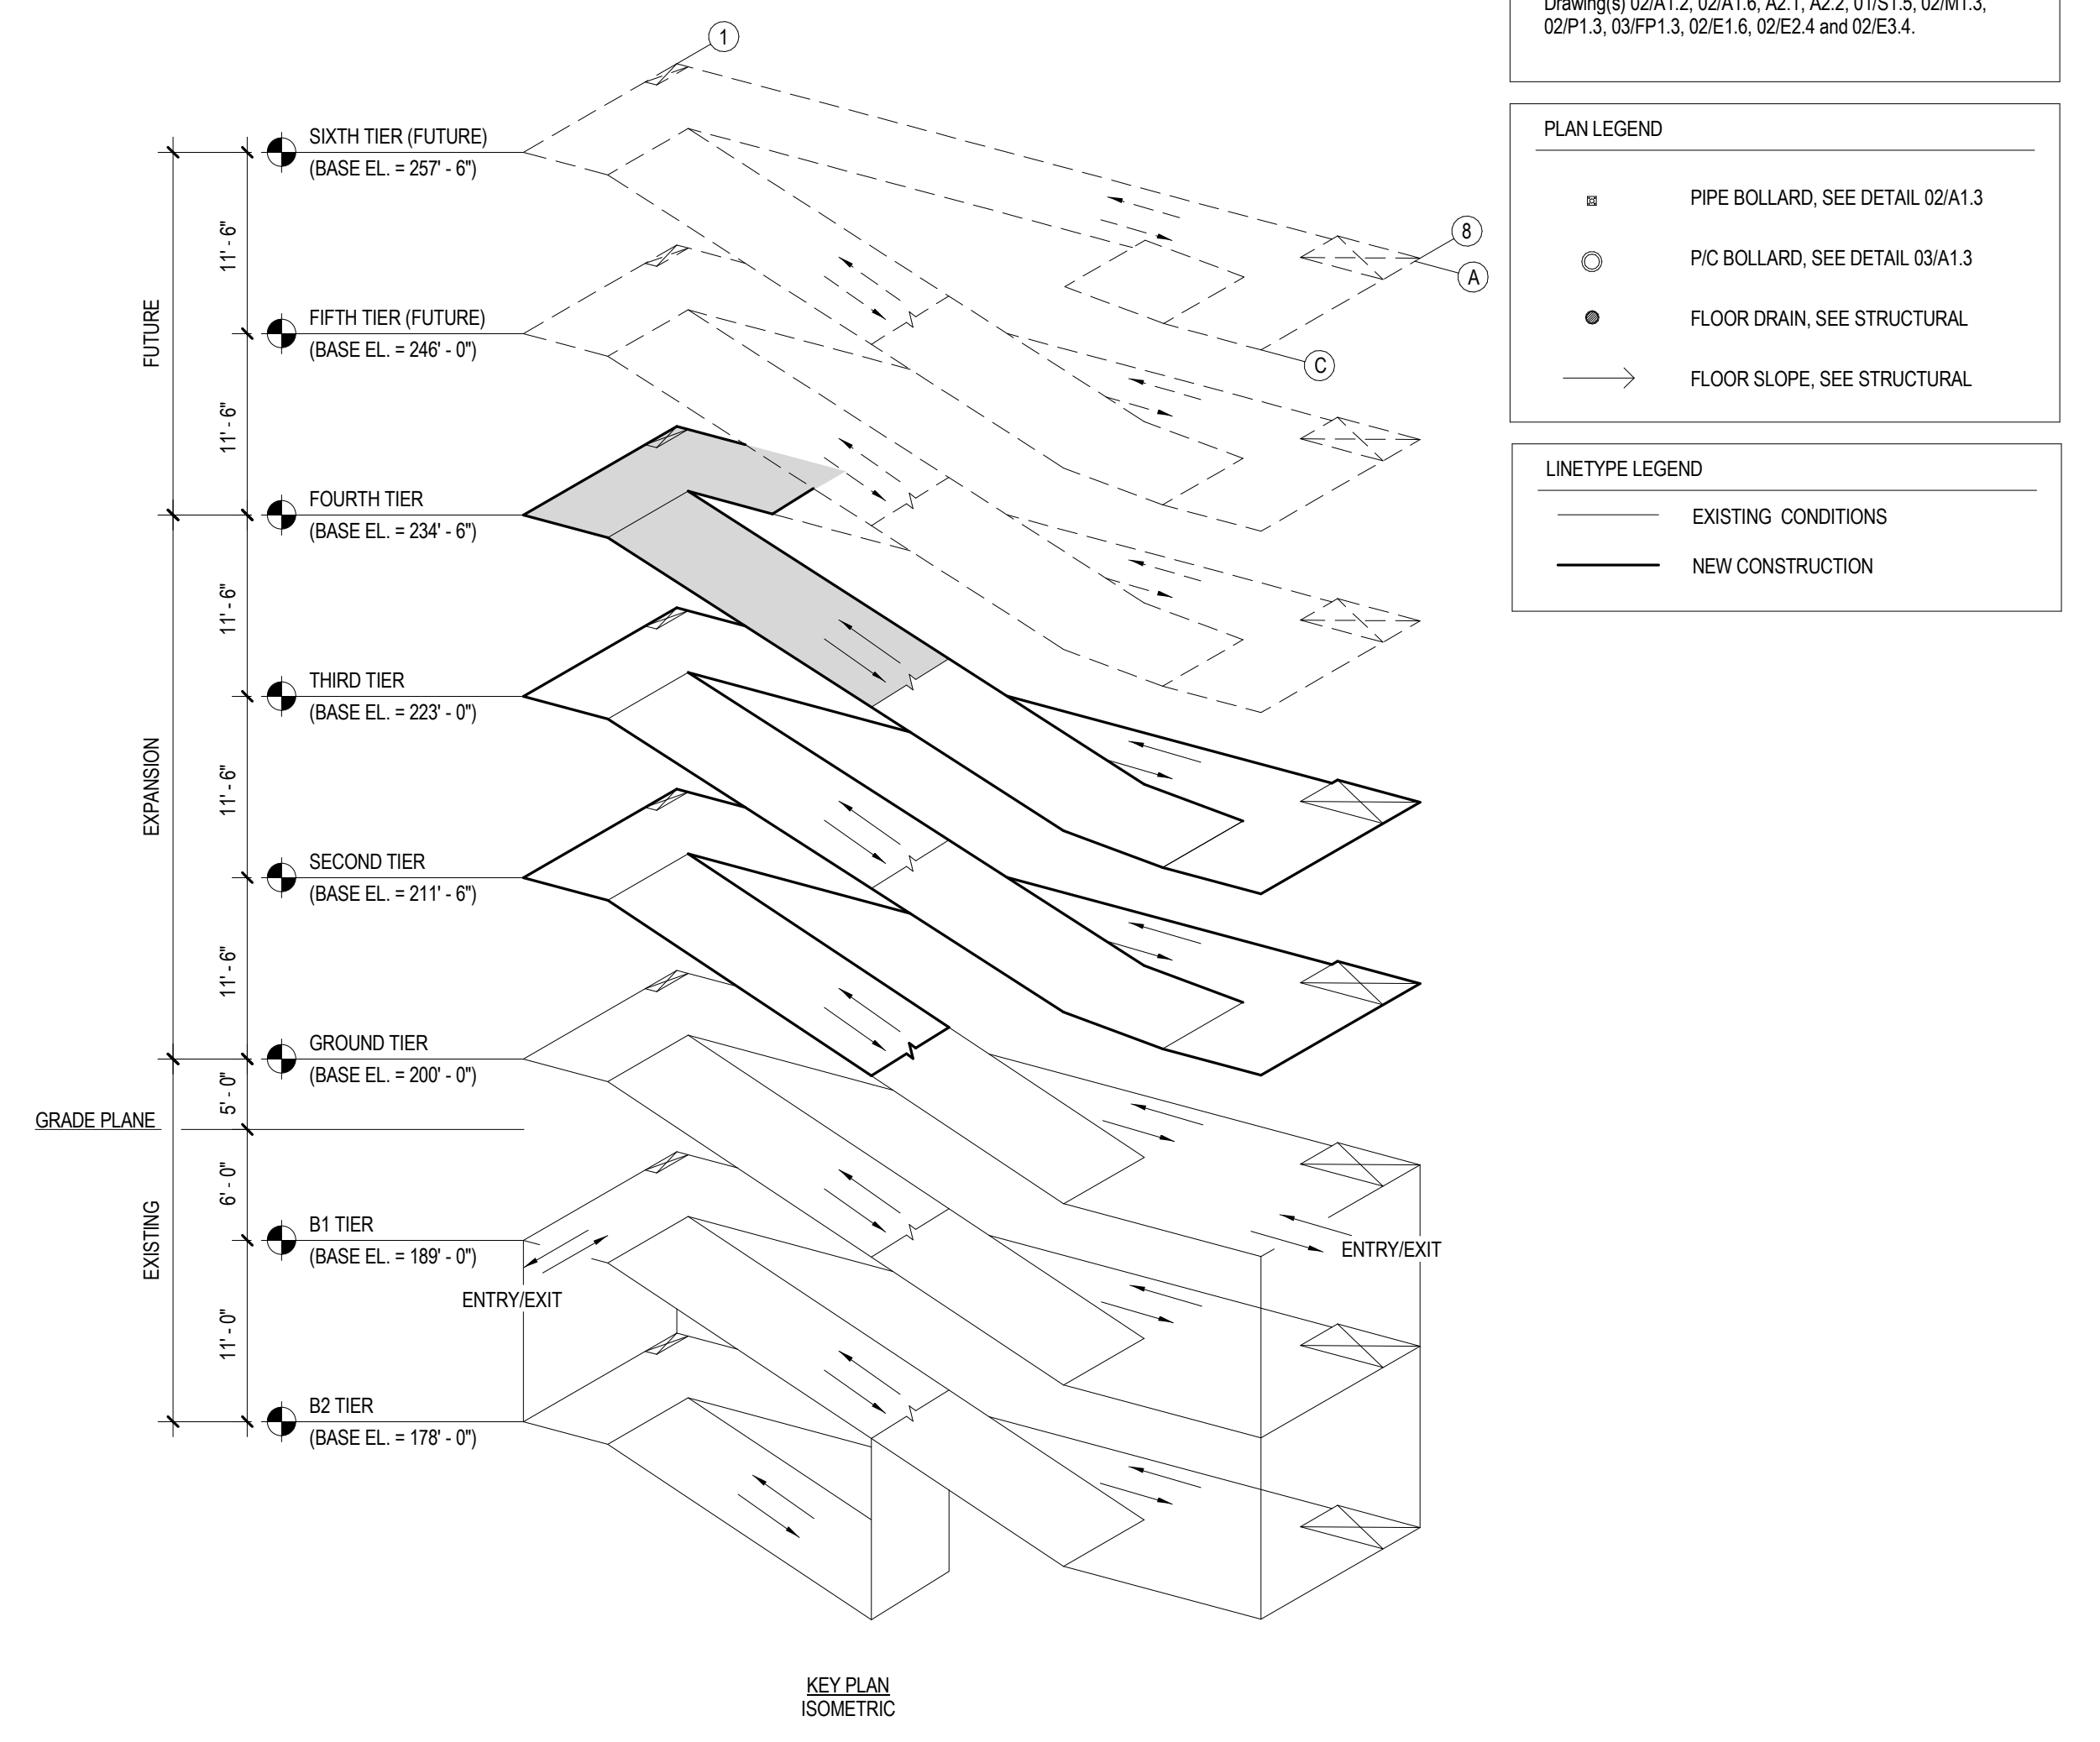 Drawing(s) 02/A1.2, 02/A1.6, A2.1, A2.2, 01/S1.5, 02/M1.3,
02/P1.3, 03/FP1.3, 02/E1.6, 02/E2.4 and 02/E3.4.
PLAN LEGEND
PIPE BOLLARD, SEE DETAIL 02/A1.3
P/C BOLLARD, SEE DETAIL 03/A1.3
FLOOR DRAIN, SEE STRUCTURAL
FLOOR SLOPE, SEE STRUCTURAL
LINETYPE LEGEND
EXISTING CONDITIONS
NEW CONSTRUCTION
1
8
A
C
SIXTH TIER (FUTURE)
(BASE EL. = 257' - 6")
11' - 6"
FUTURE
FIFTH TIER (FUTURE)
(BASE EL. = 246' - 0")
11' - 6"
FOURTH TIER
(BASE EL. = 234' - 6")
11' - 6"
THIRD TIER
(BASE EL. = 223' - 0")
11' - 6"
EXPANSION
SECOND TIER
(BASE EL. = 211' - 6")
11' - 6"
GROUND TIER
(BASE EL. = 200' - 0")
5' - 0"
GRADE PLANE
6' - 0"
EXISTING
B1 TIER
(BASE EL. = 189' - 0")
ENTRY/EXIT
ENTRY/EXIT
11' - 0"
B2 TIER
(BASE EL. = 178' - 0")
KEY PLAN
ISOMETRIC